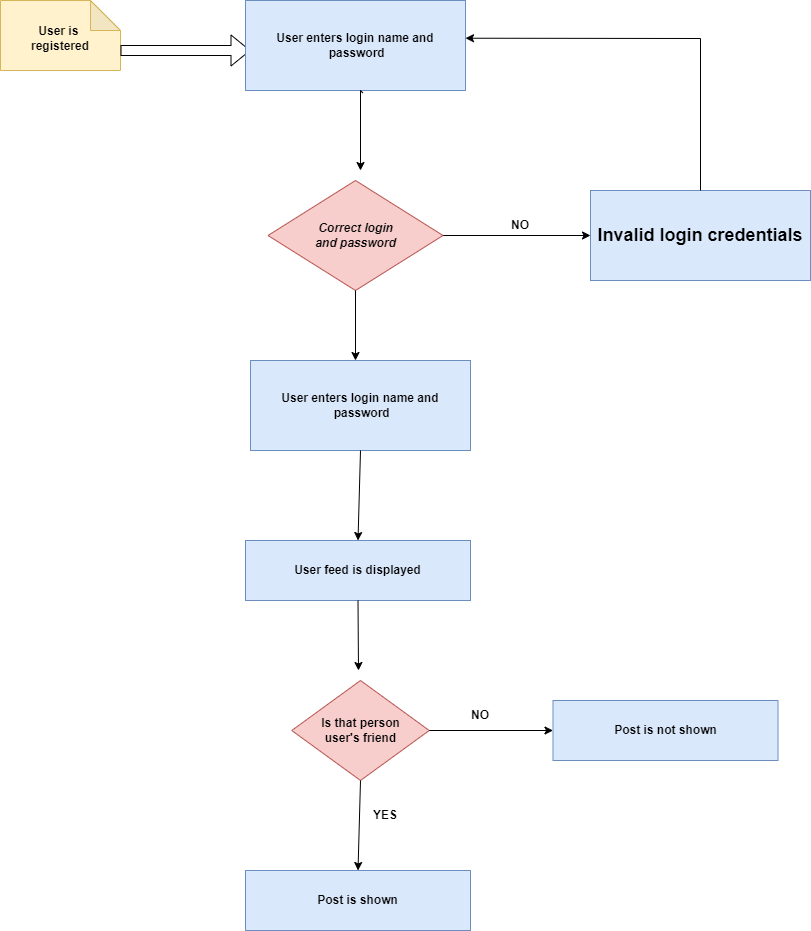 User is
registered
User enters login name and
password
Correct login
and password
NO
Invalid login credentials
User enters login name and
password
User feed is displayed
Is that person
user's friend
NO
Post is not shown
YES
Post is shown